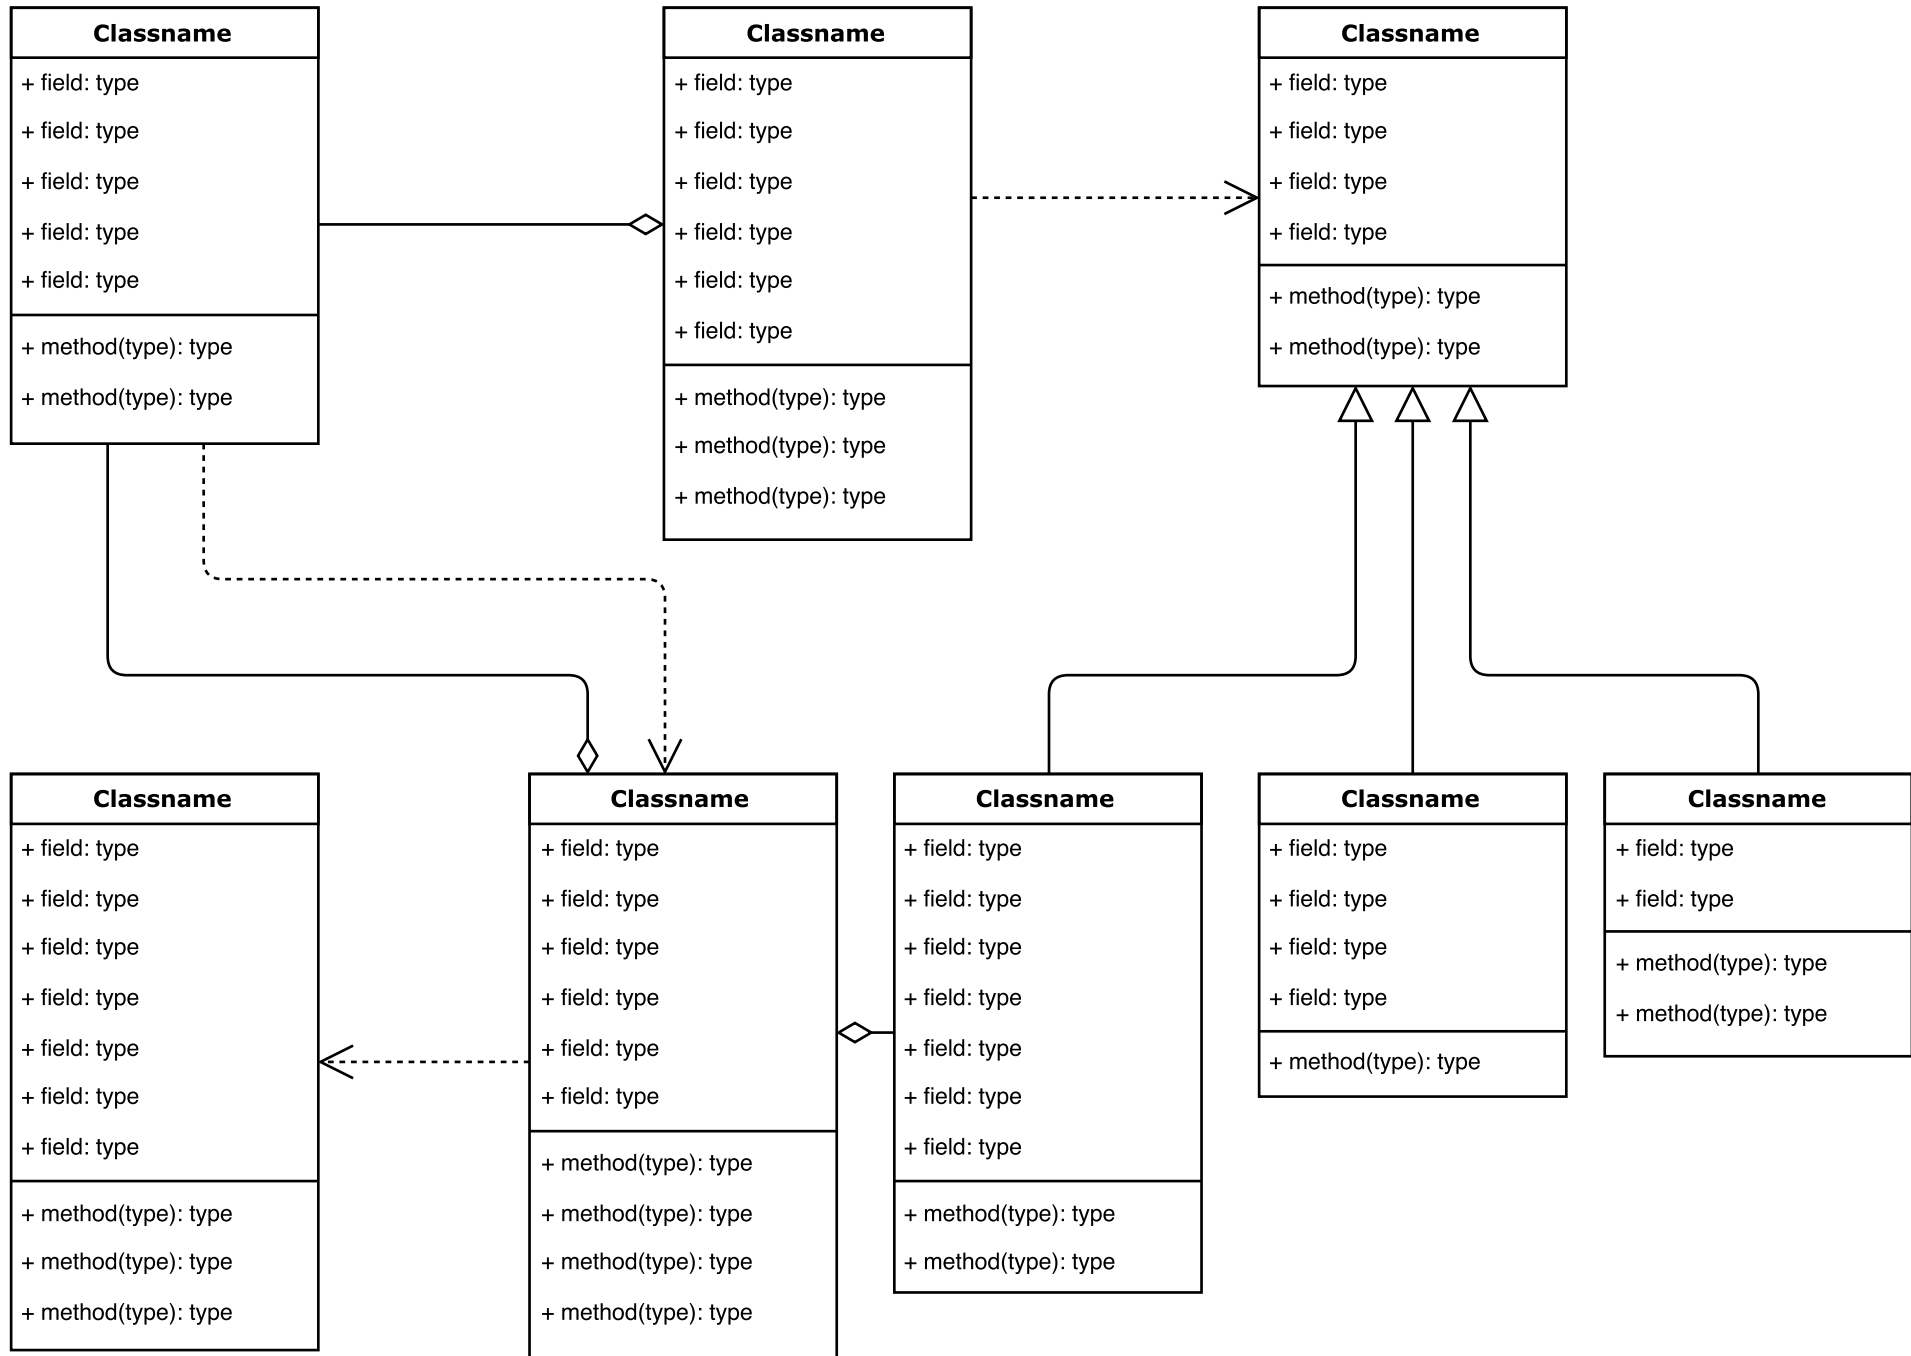 Classname
+ field: type
+ field: type
+ field: type
+ field: type
+ field: type
+ method(type): type
+ method(type): type
Classname
+ field: type
+ field: type
+ field: type
+ field: type
+ field: type
+ field: type
+ method(type): type
+ method(type): type
+ method(type): type
Classname
+ field: type
+ field: type
+ field: type
+ field: type
+ method(type): type
+ method(type): type
Classname
+ field: type
+ field: type
+ field: type
+ field: type
+ field: type
+ field: type
+ field: type
+ method(type): type
+ method(type): type
+ method(type): type
Classname
+ field: type
+ field: type
+ field: type
+ field: type
+ field: type
+ field: type
+ method(type): type
+ method(type): type
+ method(type): type
+ method(type): type
Classname
+ field: type
+ field: type
+ field: type
+ field: type
+ field: type
+ field: type
+ field: type
+ method(type): type
+ method(type): type
Classname
+ field: type
+ field: type
+ field: type
+ field: type
+ method(type): type
Classname
+ field: type
+ field: type
+ method(type): type
+ method(type): type